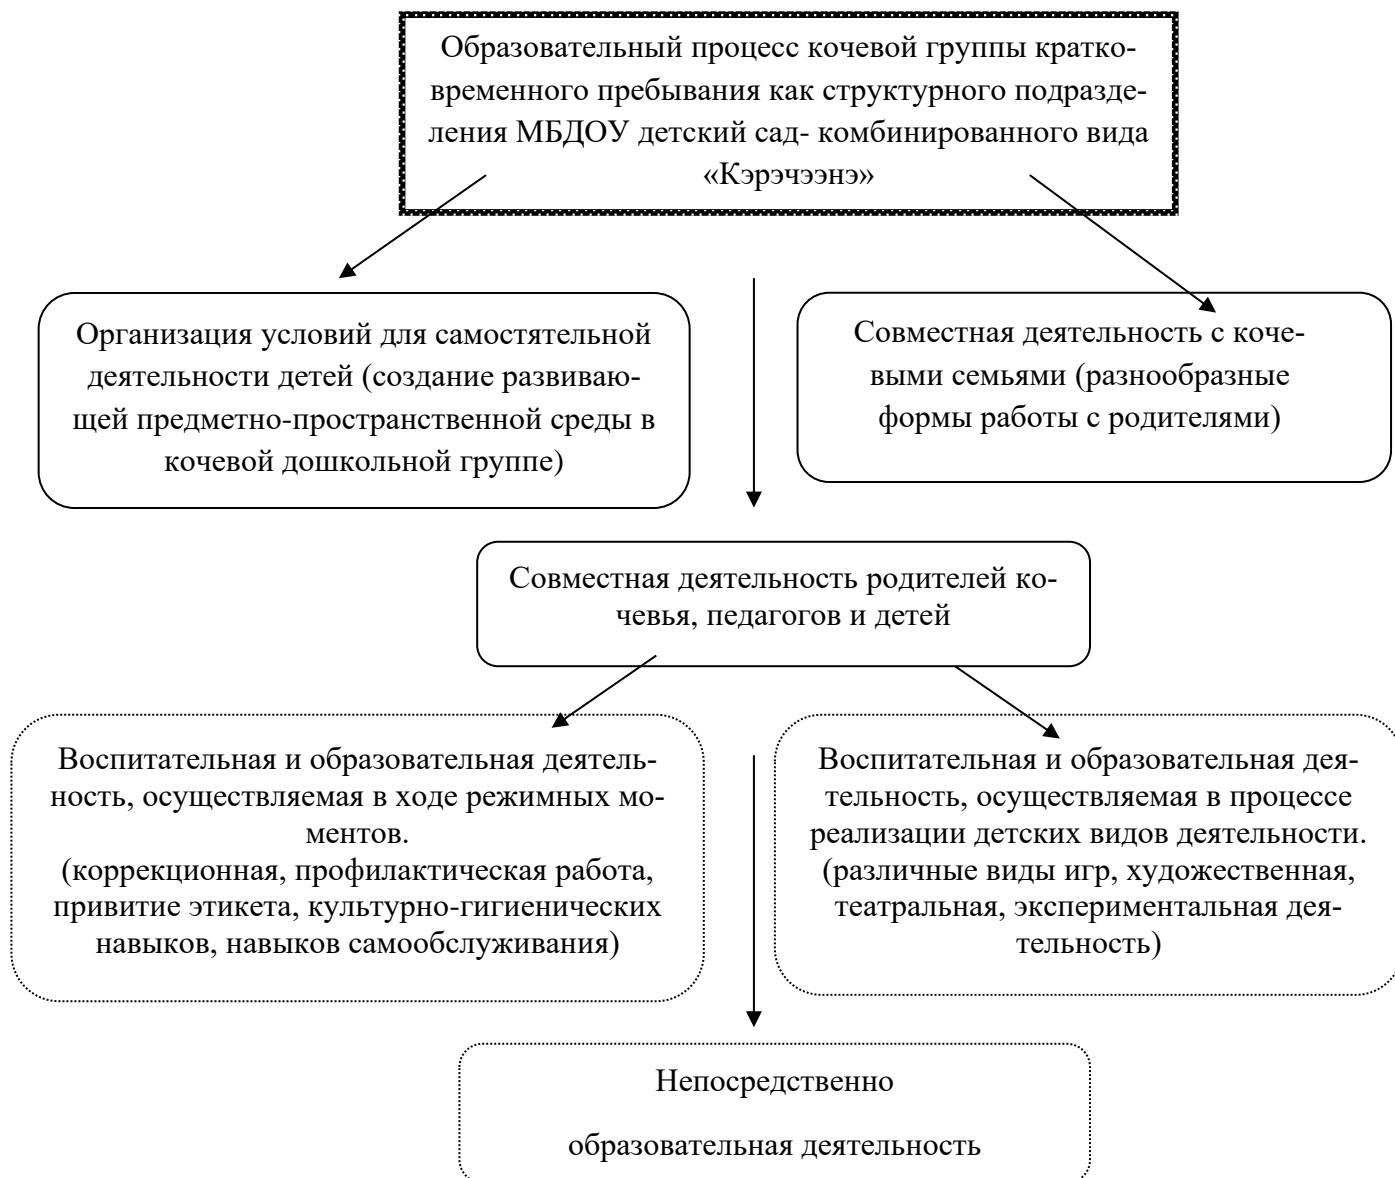 Образовательный процесс кочевой группы кратко-
временного пребывания как структурного подразде-
ления МБДОУ детский сад- комбинированного вида
«Кэрэчээнэ»
Организация условий для самостятельной
деятельности детей (создание развиваю-
щей предметно-пространственной среды в
кочевой дошкольной группе)
Совместная деятельность с коче-
выми семьями (разнообразные
формы работы с родителями)
Совместная деятельность родителей ко-
чевья, педагогов и детей
Воспитательная и образовательная деятель-
ность, осуществляемая в ходе режимных мо-
ментов.
(коррекционная, профилактическая работа,
привитие этикета, культурно-гигиенических
навыков, навыков самообслуживания)
Воспитательная и образовательная дея-
тельность, осуществляемая в процессе
реализации детских видов деятельности.
(различные виды игр, художественная,
театральная, экспериментальная дея-
тельность)
Непосредственно
образовательная деятельность